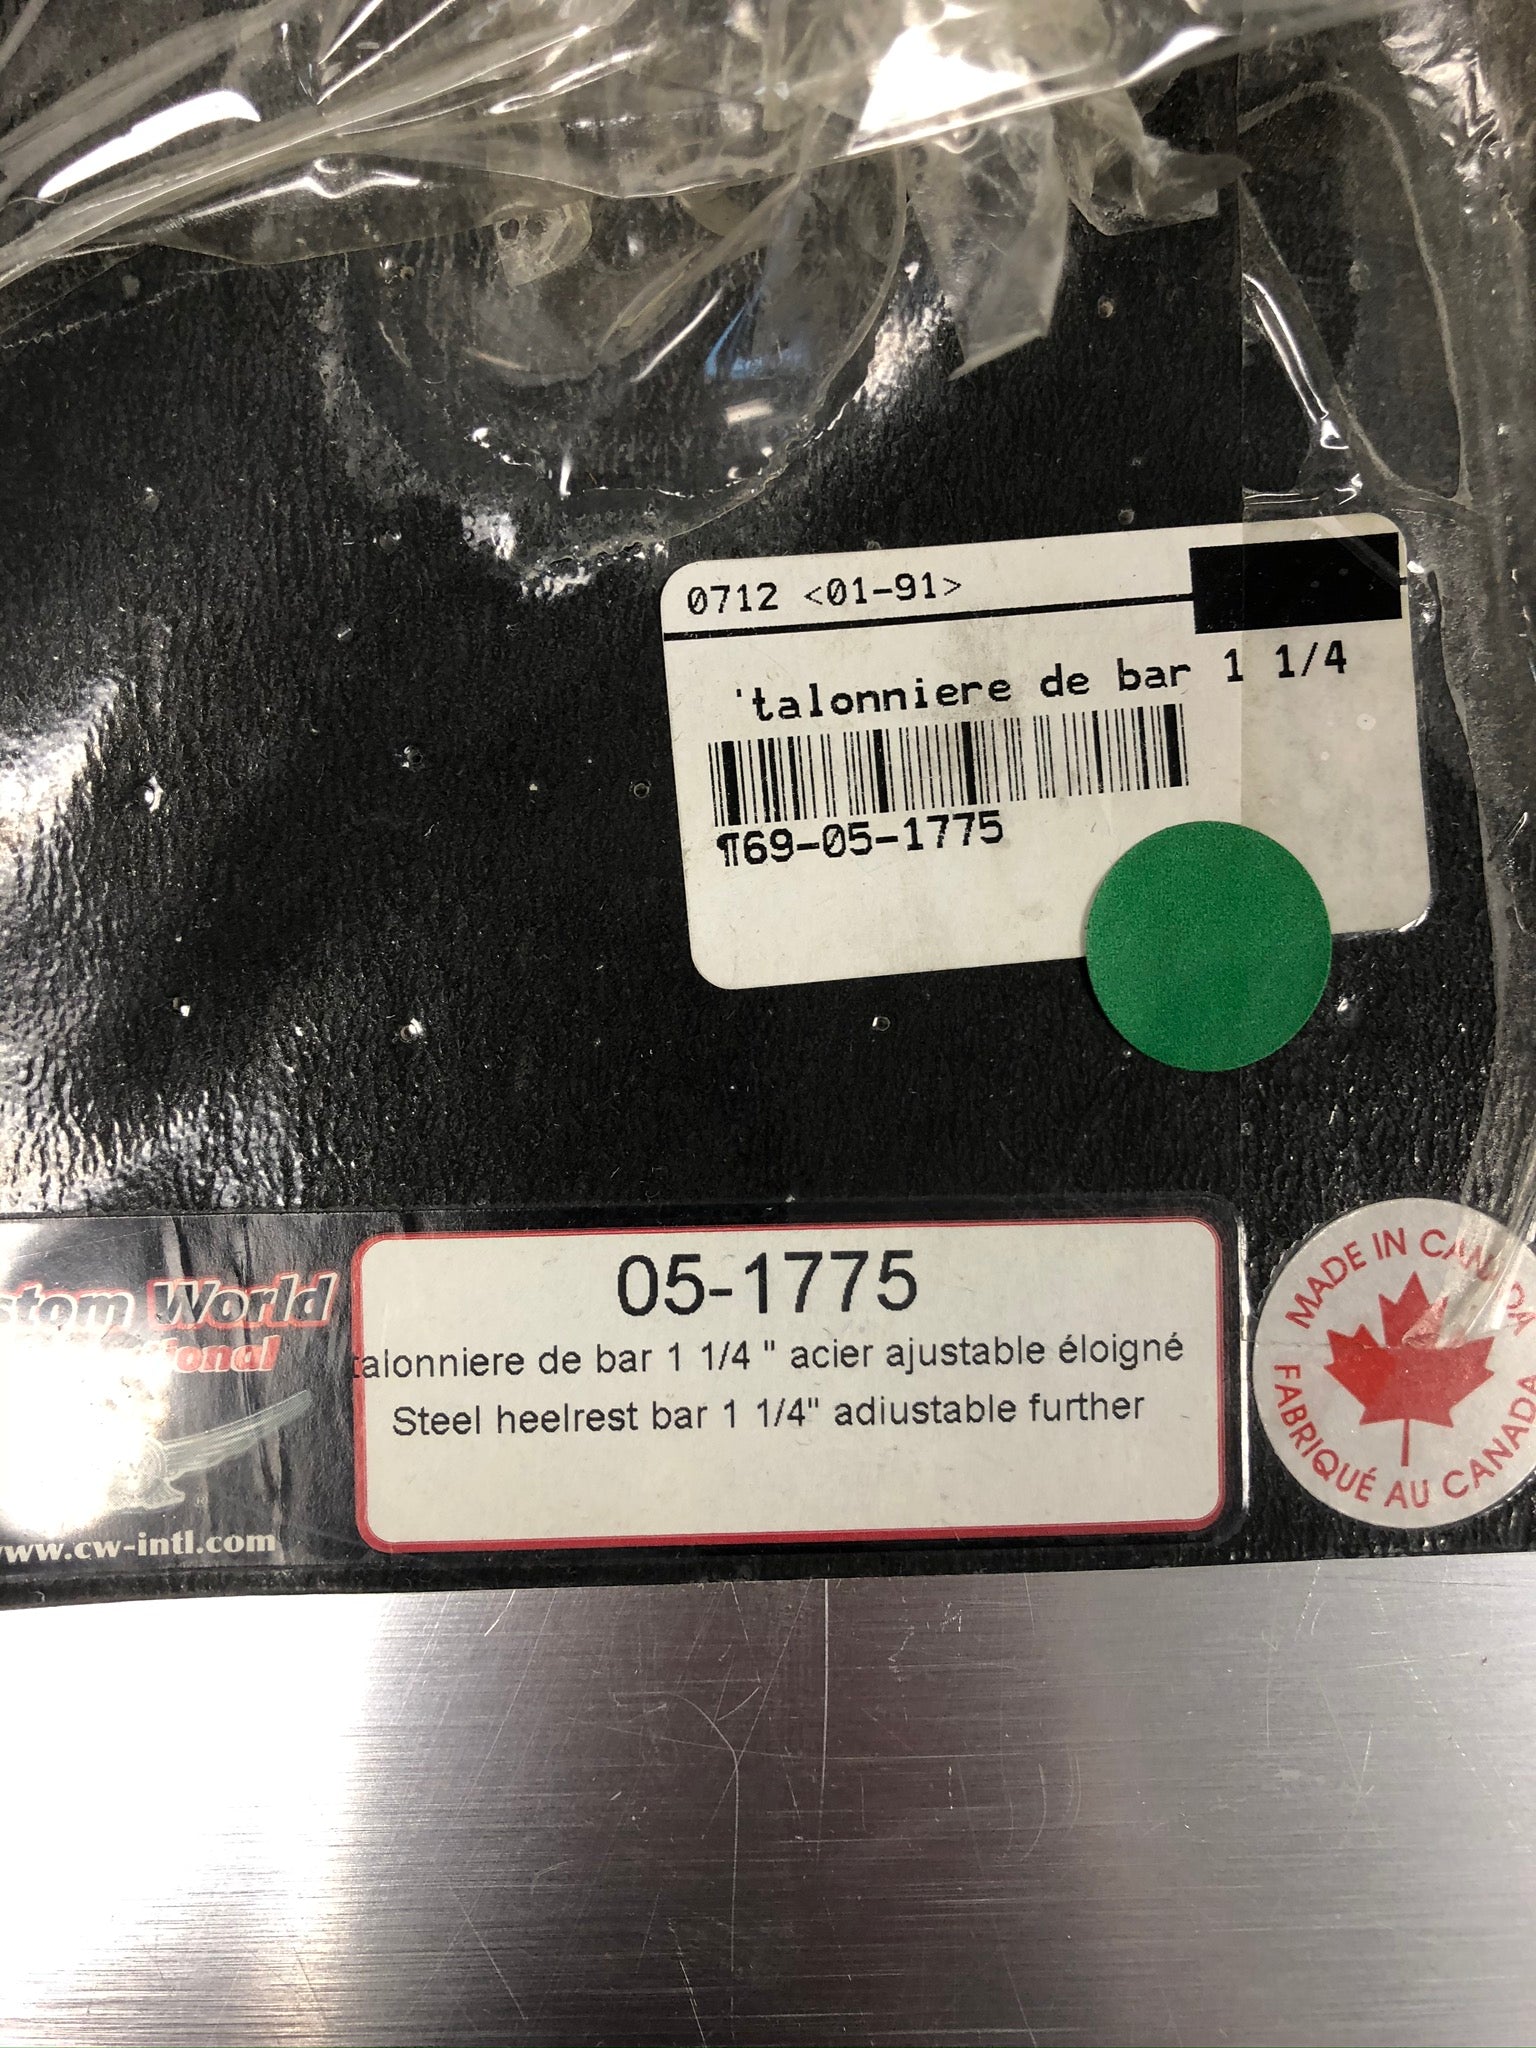 0712 <01-91>
'talonniere de bar 1 1/4
¶69-05-1775
stom World
onal
www.cw-intl.com
05-1775
talonniere de bar 1 1/4 " acier ajustable éloigné
Steel heelrest bar 1 1/4" adiustable further
MADE IN CANADA
FABRIQUÉ AU CANADA